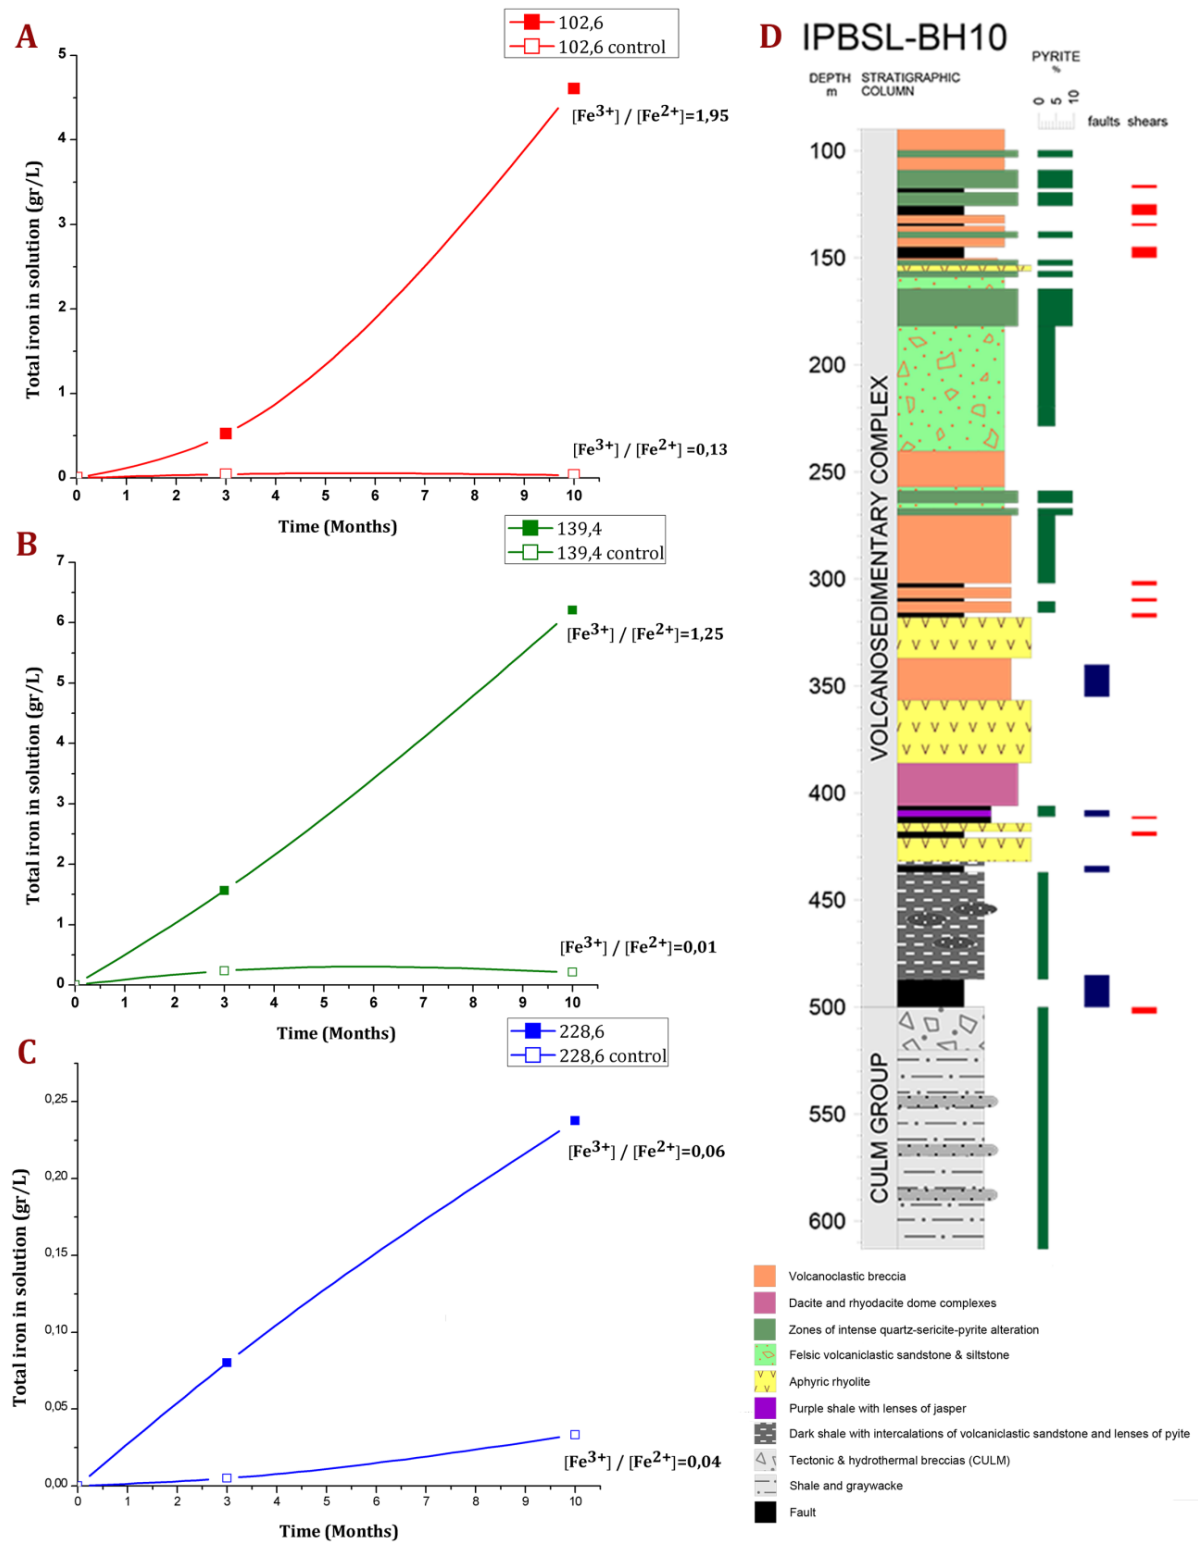 A
102,6
102,6 control
5
4
3
2
1
0
Total iron in solution (gr/L)
[Fe3+] / [Fe2+]=1,95
[Fe3+] / [Fe2+] =0,13
0 1 2 3 4 5 6 7 8 9 10
Time (Months)
B
139,4
139,4 control
7
6
5
4
3
2
1
0
Total iron in solution (gr/L)
[Fe3+] / [Fe2+]=1,25
[Fe3+] / [Fe2+]=0,01
0 1 2 3 4 5 6 7 8 9 10
Time (Months)
C
228,6
228,6 control
0,25
0,20
0,15
0,10
0,05
0,00
Total iron in solution (gr/L)
[Fe3+] / [Fe2+]=0,06
[Fe3+] / [Fe2+]=0,04
0 1 2 3 4 5 6 7 8 9 10
Time (Months)
D IPBSL-BH10
DEPTH
m
STRATIGRAPHIC
COLUMN
PYRITE
%
0 5 10
faults shears
100
150
200
250
300
350
400
450
500
550
600
VOLCANOSEDIMENTARY COMPLEX
CULM GROUP
Volcanoclastic breccia
Dacite and rhyodacite dome complexes
Zones of intense quartz-sericite-pyrite alteration
Felsic volcaniclastic sandstone & siltstone
Aphyric rhyolite
Purple shale with lenses of jasper
Dark shale with intercalations of volcaniclastic sandstone and lenses of pyite
Tectonic & hydrothermal breccias (CULM)
Shale and graywacke
Fault